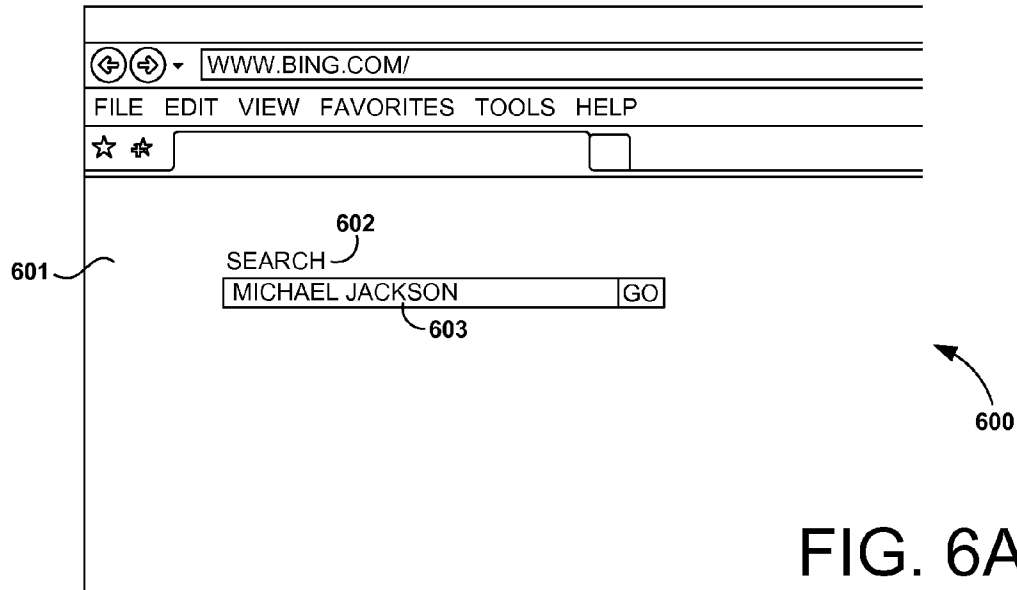 WWW.BING.COM/
FILE EDIT VIEW FAVORITES TOOLS HELP
602
601
SEARCH
MICHAEL JACKSON GO
603
600
FIG. 6A